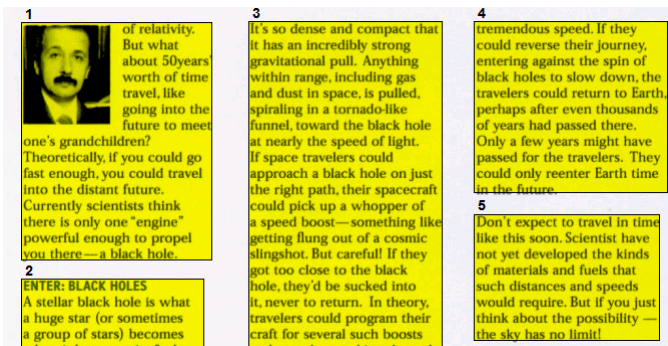 1
of relativity.
But what
about 50years'
worth of time
travel, like
going into the
future to meet
one's grandchildren?
Theoretically, if you could go
fast enough, you could travel
into the distant future.
Currently scientists think
there is only one "engine"
powerful enough to propel
you there—a black hole.
2
ENTER: BLACK HOLES
A stellar black hole is what
a huge star (or sometimes
a group of stars) becomes
3
It's so dense and compact that
it has an incredibly strong
gravitational pull. Anything
within range, including gas
and dust in space, is pulled,
spiraling in a tornado-like
funnel, toward the black hole
at nearly the speed of light.
If space travelers could
approach a black hole on just
the right path, their spacecraft
could pick up a whopper of
a speed boost—something like
getting flung out of a cosmic
slingshot. But careful! If they
got too close to the black
hole, they'd be sucked into
it, never to return. In theory,
travelers could program their
craft for several such boosts
4
tremendous speed. If they
could reverse their journey,
entering against the spin of
black holes to slow down, the
travelers could return to Earth,
perhaps after even thousands
of years had passed there.
Only a few years might have
passed for the travelers. They
could only reenter Earth time
in the future.
5
Don't expect to travel in time
like this soon. Scientist have
not yet developed the kinds
of materials and fuels that
such distances and speeds
would require. But if you just
think about the possibility —
the sky has no limit!